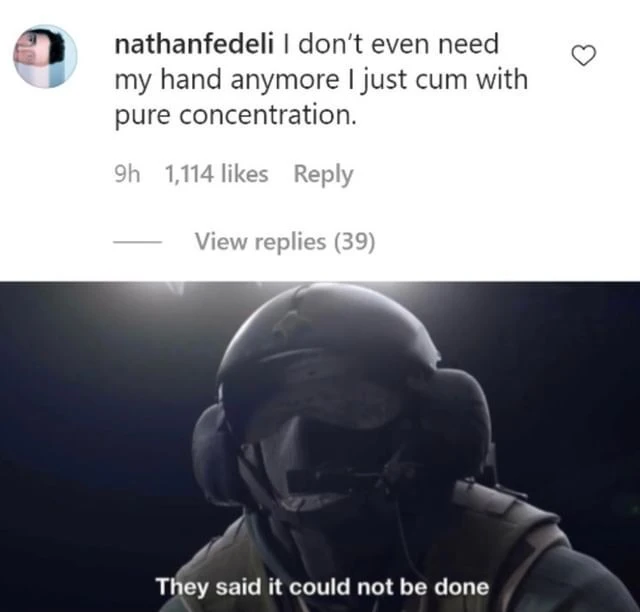 nathanfedeli I don't even need
my hand anymore I just cum with
pure concentration.
9h 1,114 likes Reply
View replies (39)
They said it could not be done